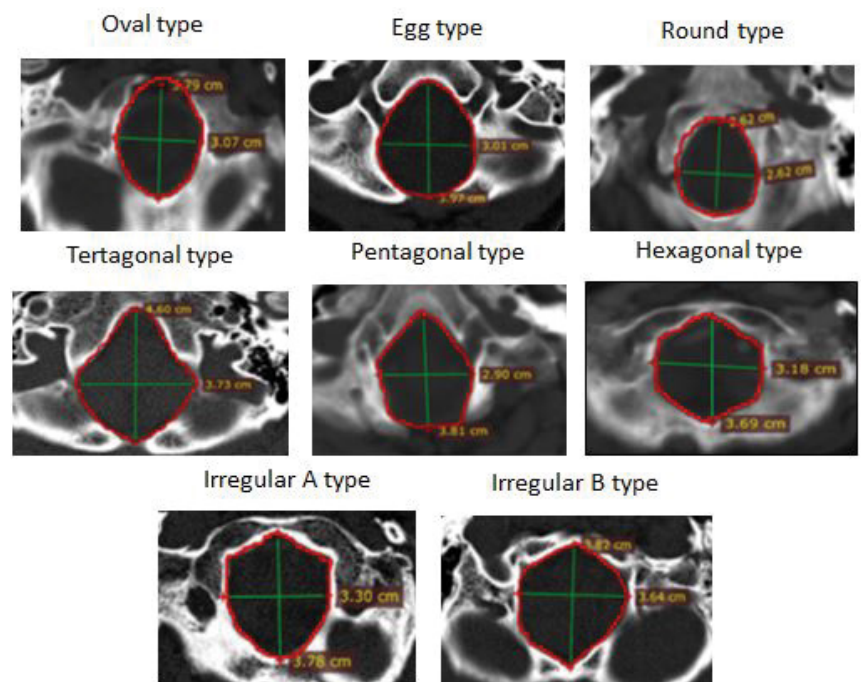 Oval type
Egg type
Round type
3.79 cm
3.07 cm
3.01 cm
3.97 cm
2.62 cm
2.62 cm
Tertagonal type
Pentagonal type
Hexagonal type
4.60 cm
3.73 cm
2.90 cm
3.81 cm
3.18 cm
3.69 cm
Irregular A type
Irregular B type
3.30 cm
3.78 cm
3.82 cm
3.64 cm